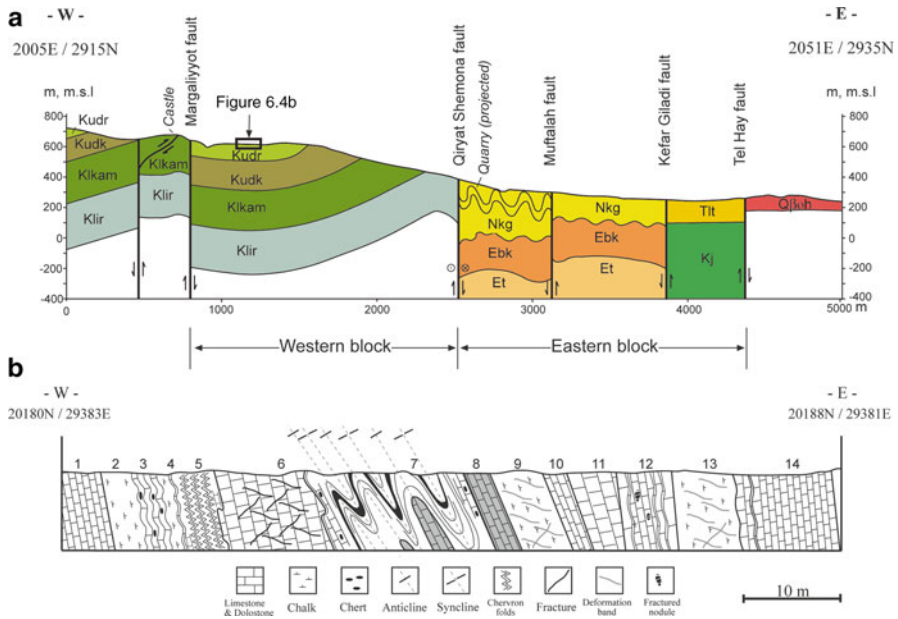 a
- W -
2005E / 2915N
- E -
2051E / 2935N
m, m.s.l
m, m.s.l
Castle
Margaliyyot fault
Figure 6.4b
Qiryat Shemona fault
Quarry (projected)
Muftalah fault
Kefar Giladi fault
Tel Hay fault
800
600
400
200
0
-200
-400
800
600
400
200
0
-200
-400
Kudr
Kudk
Klkam
Klir
Klkam
Kudr
Kudk
Klkam
Klir
Nkg
Ebk
Et
Nkg
Ebk
Et
Tlt
Kj
Qβοh
0 1000 2000 3000 4000 5000 m
Western block
Eastern block
b
- W -
20180N / 29383E
- E -
20188N / 29381E
1 2 3 4 5 6 7 8 9 10 11 12 13 14
Limestone & Dolostone
Chalk
Chert
Anticline
Syncline
Chervron folds
Fracture
Deformation band
Fractured nodule
10 m